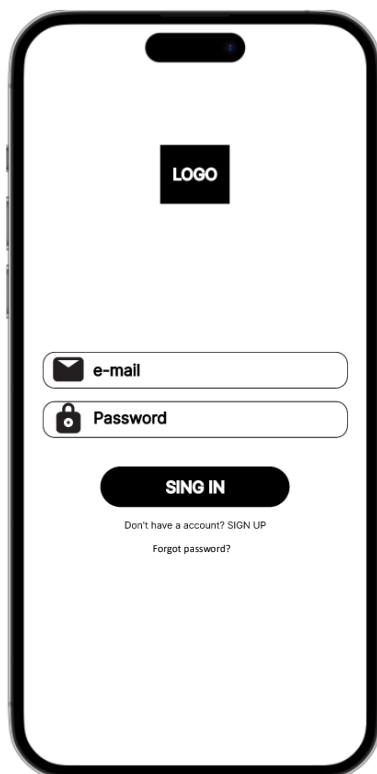 LOGO
e-mail
Password
SING IN
Don't have a account? SIGN UP
Forgot password?